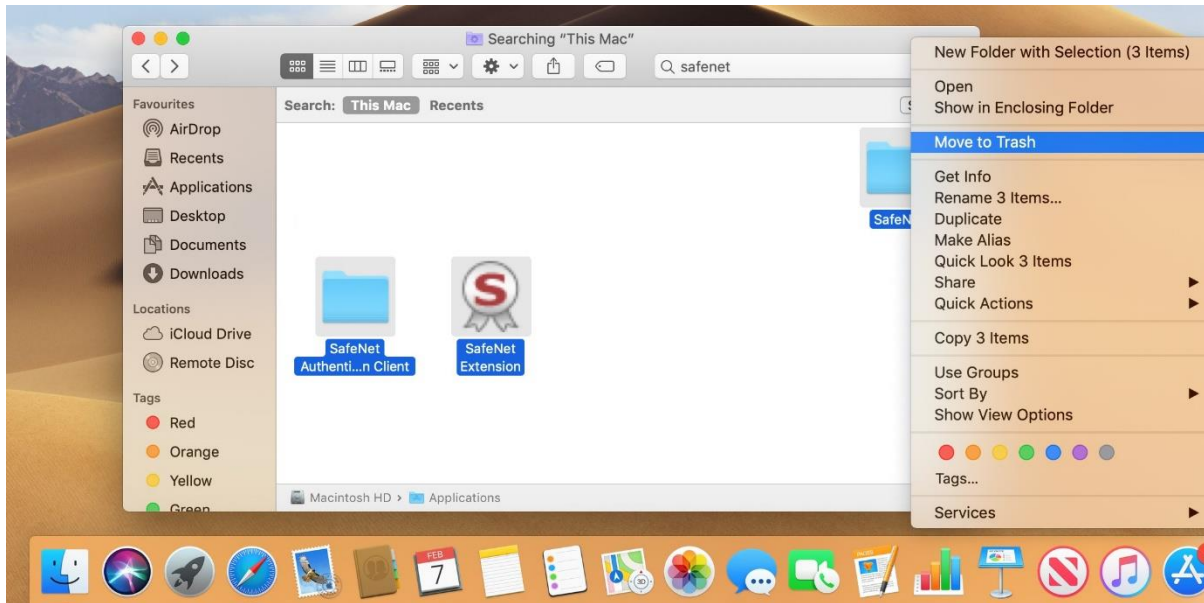 Searching "This Mac"
safenet
Favourites
AirDrop
Recents
Applications
Desktop
Documents
Downloads
Locations
iCloud Drive
Remote Disc
Tags
Red
Orange
Yellow
Green
Search: This Mac Recents
SafeNet
Authenti...n Client
SafeNet
Extension
Macintosh HD › Applications
New Folder with Selection (3 Items)
Open
Show in Enclosing Folder
Move to Trash
Get Info
Rename 3 Items...
Duplicate
Make Alias
Quick Look 3 Items
Share
Quick Actions
Copy 3 Items
Use Groups
Sort By
Show View Options
Tags...
Services
FEB
7
3D